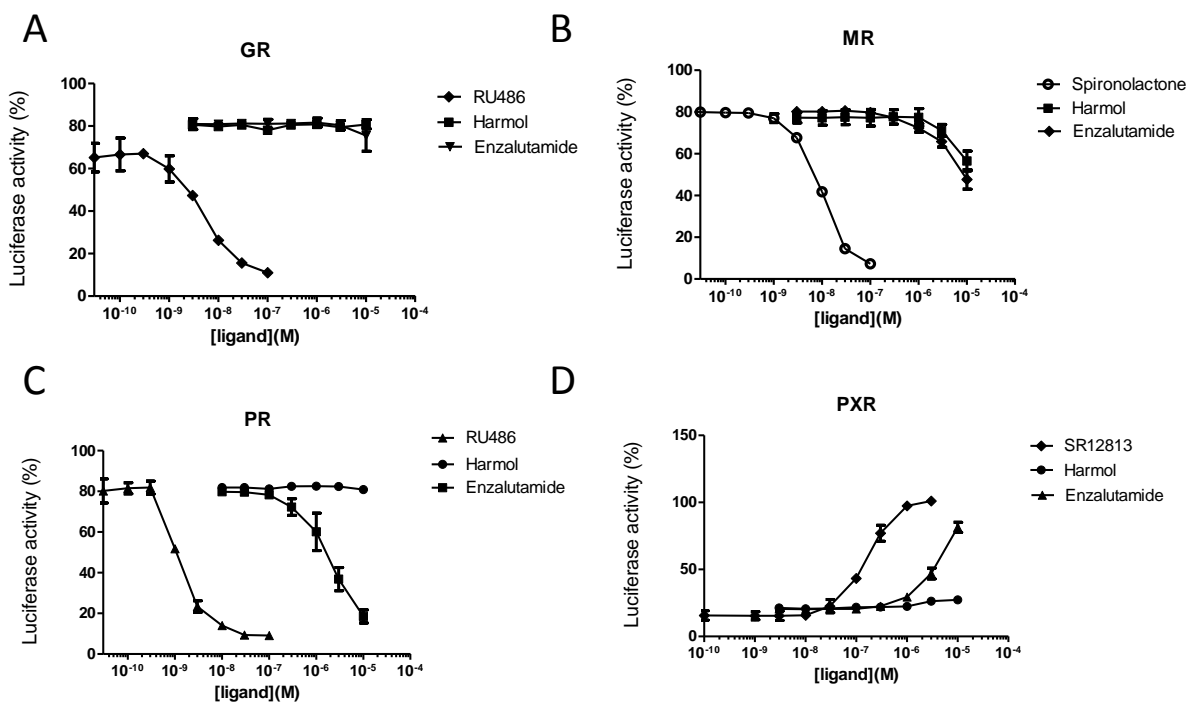 A
GR
Luciferase activity (%)
100
80
60
40
20
0
10⁻¹⁰ 10⁻⁹ 10⁻⁸ 10⁻⁷ 10⁻⁶ 10⁻⁵ 10⁻⁴
[ligand](M)
RU486
Harmol
Enzalutamide
B
MR
Luciferase activity (%)
100
80
60
40
20
0
10⁻¹⁰ 10⁻⁹ 10⁻⁸ 10⁻⁷ 10⁻⁶ 10⁻⁵ 10⁻⁴
[ligand](M)
Spironolactone
Harmol
Enzalutamide
C
PR
Luciferase activity (%)
100
80
60
40
20
0
10⁻¹⁰ 10⁻⁹ 10⁻⁸ 10⁻⁷ 10⁻⁶ 10⁻⁵ 10⁻⁴
[ligand](M)
RU486
Harmol
Enzalutamide
D
PXR
Luciferase activity (%)
150
100
50
0
10⁻¹⁰ 10⁻⁹ 10⁻⁸ 10⁻⁷ 10⁻⁶ 10⁻⁵ 10⁻⁴
[ligand](M)
SR12813
Harmol
Enzalutamide